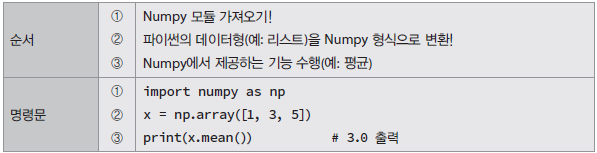 순서
① Numpy 모듈 가져오기!
② 파이썬의 데이터형(예: 리스트)을 Numpy 형식으로 변환!
③ Numpy에서 제공하는 기능 수행(예: 평균)
명령문
① import numpy as np
② x = np.array([1, 3, 5])
③ print(x.mean()) # 3.0 출력